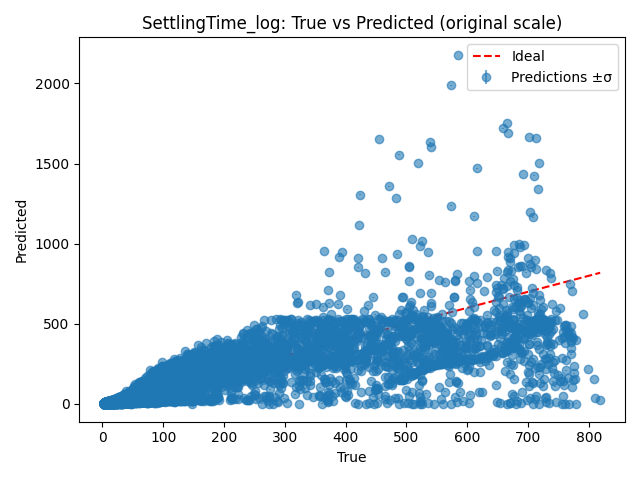 SettlingTime_log: True vs Predicted (original scale)
Ideal
Predictions ±σ
2000
1500
1000
500
0
Predicted
0 100 200 300 400 500 600 700 800
True